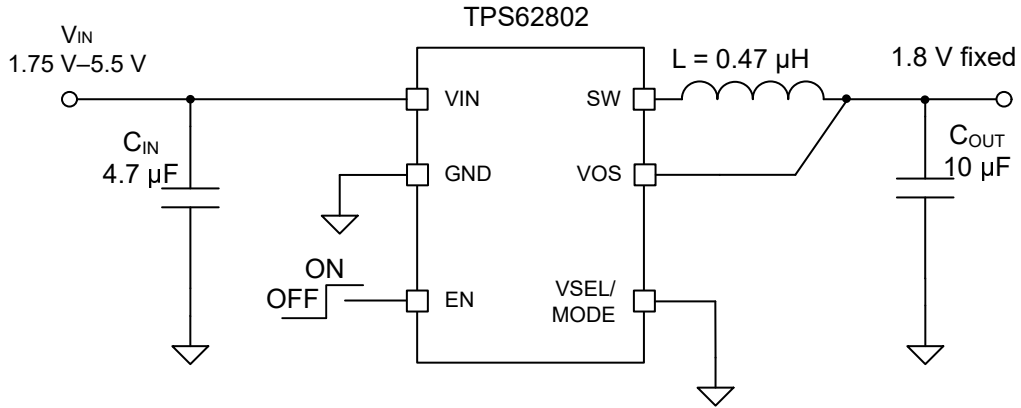 TPS62802
VIN
1.75 V–5.5 V
L = 0.47 µH
1.8 V fixed
VIN
SW
CIN
4.7 µF
GND
VOS
COUT
10 µF
ON
OFF
EN
VSEL/
MODE